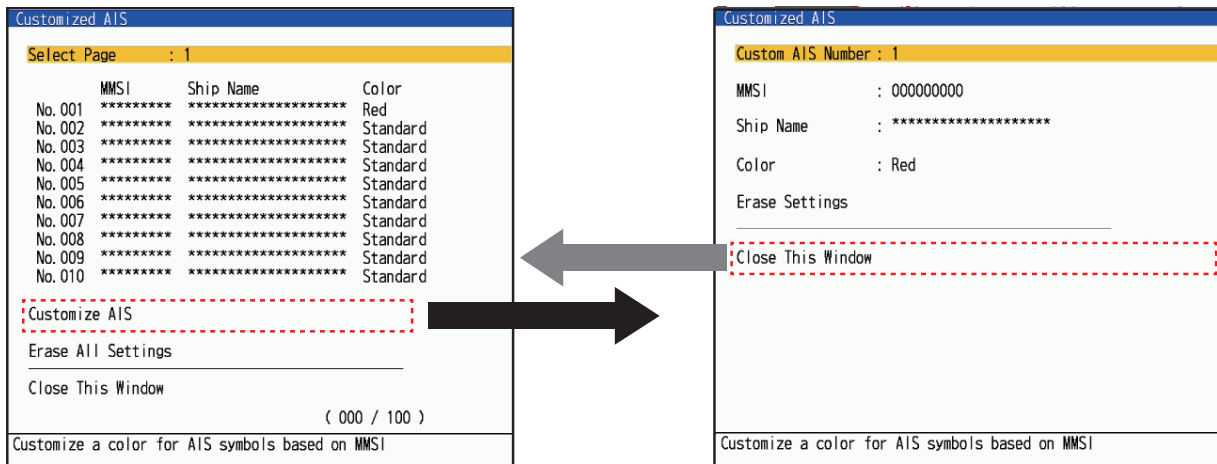 Customized AIS
Select Page : 1
MMSI Ship Name Color
No.001 ********* ******************** Red
No.002 ********* ******************** Standard
No.003 ********* ******************** Standard
No.004 ********* ******************** Standard
No.005 ********* ******************** Standard
No.006 ********* ******************** Standard
No.007 ********* ******************** Standard
No.008 ********* ******************** Standard
No.009 ********* ******************** Standard
No.010 ********* ******************** Standard
Customize AIS
Erase All Settings
Close This Window
( 000 / 100 )
Customize a color for AIS symbols based on MMSI
Customized AIS
Custom AIS Number : 1
MMSI : 000000000
Ship Name : ********************
Color : Red
Erase Settings
Close This Window
Customize a color for AIS symbols based on MMSI